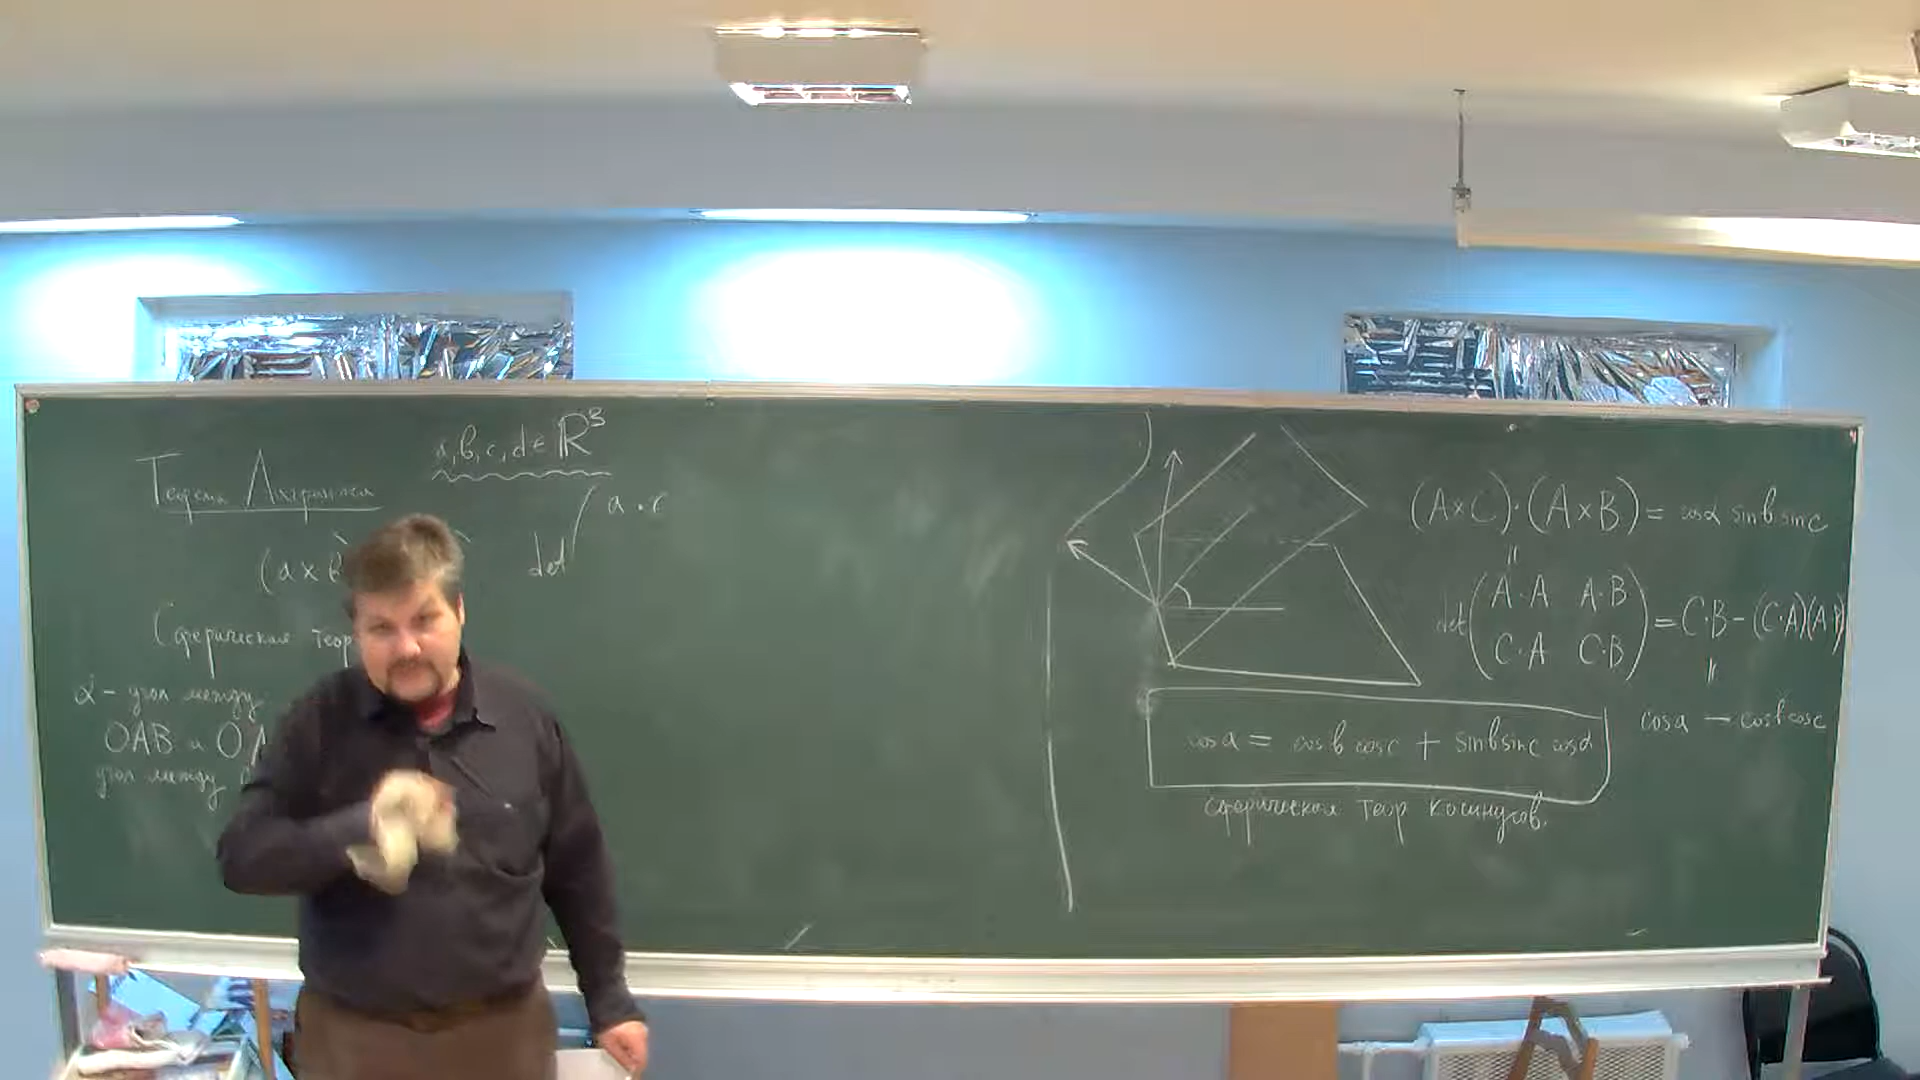 Теорема Лагранжа
a, b, c, d ∈ ℝ³
(a×b
det
a · c
Сферическая теор
α – угол между
OAB и OA
угол между
(A×C)·(A×B) = cosα sin b sin c
"
det ( A·A A·B
C·A C·B ) = C·B – (C·A)(A·B)
"
cos a – cos b cos c
cos a = cos b cos c + sin b sin c cos α
сферическая теор косинусов.